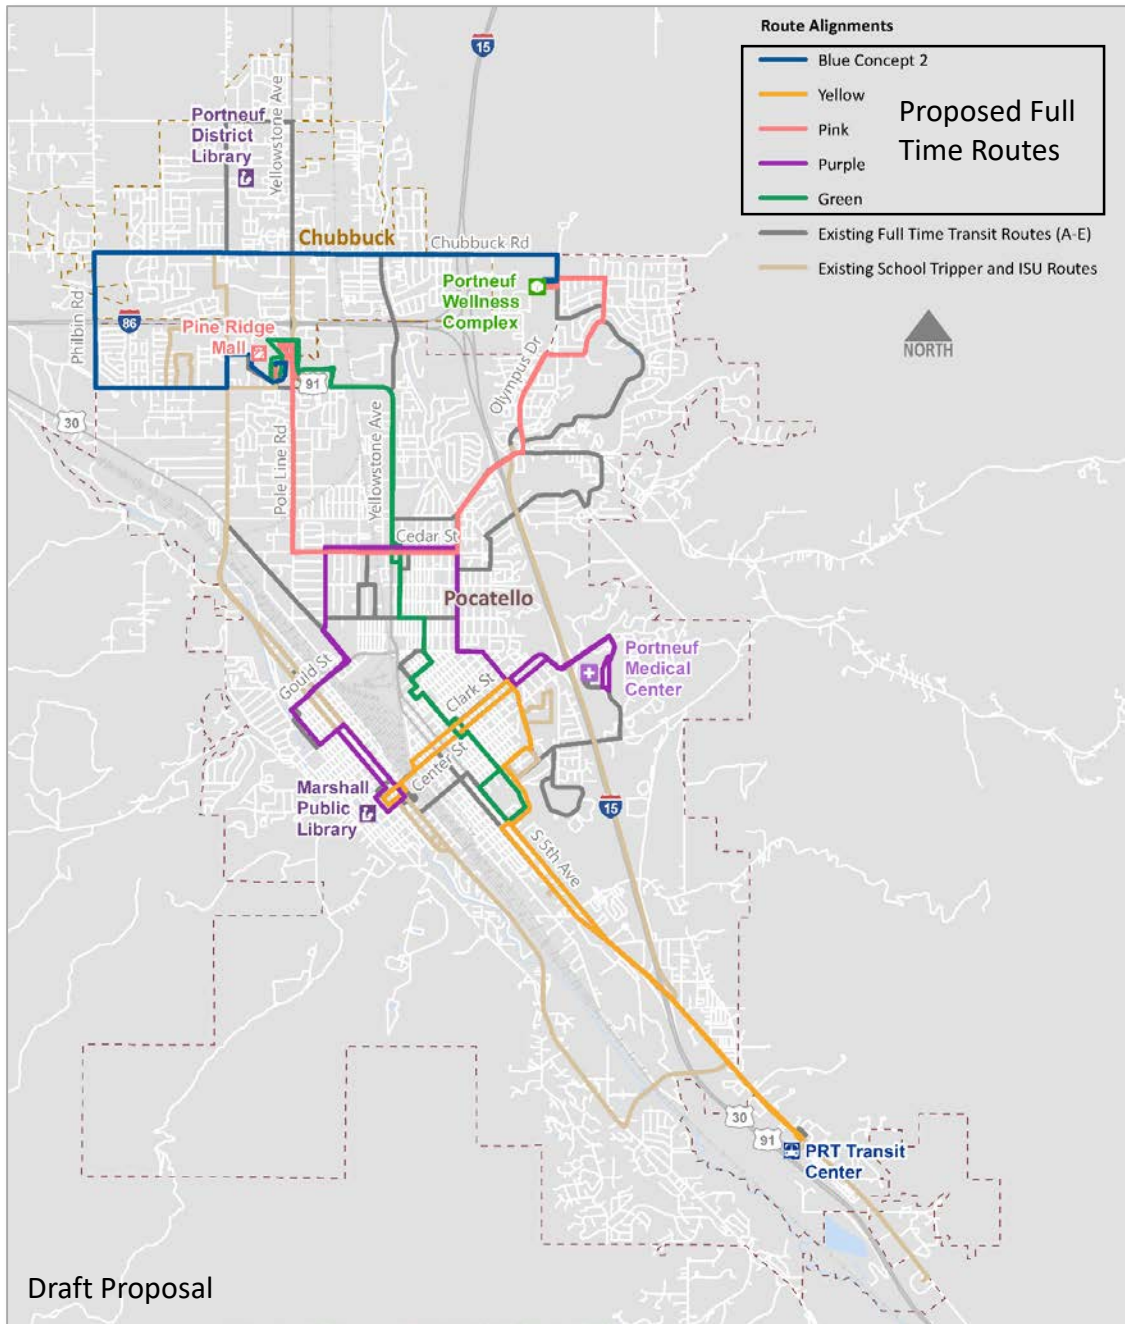 Route Alignments
Blue Concept 2
Yellow
Pink
Purple
Green
Proposed Full
Time Routes
Existing Full Time Transit Routes (A-E)
Existing School Tripper and ISU Routes
NORTH
15
Portneuf
District
Library
Yellowstone Ave
Chubbuck
Chubbuck Rd
Portneuf
Wellness
Complex
Philbin Rd
86
Pine Ridge
Mall
91
30
Olympus Dr
Pole Line Rd
Yellowstone Ave
Cedar St
Pocatello
Gould St
Clark St
Portneuf
Medical
Center
Center St
Marshall
Public
Library
15
S 5th Ave
30
91
PRT Transit
Center
Draft Proposal